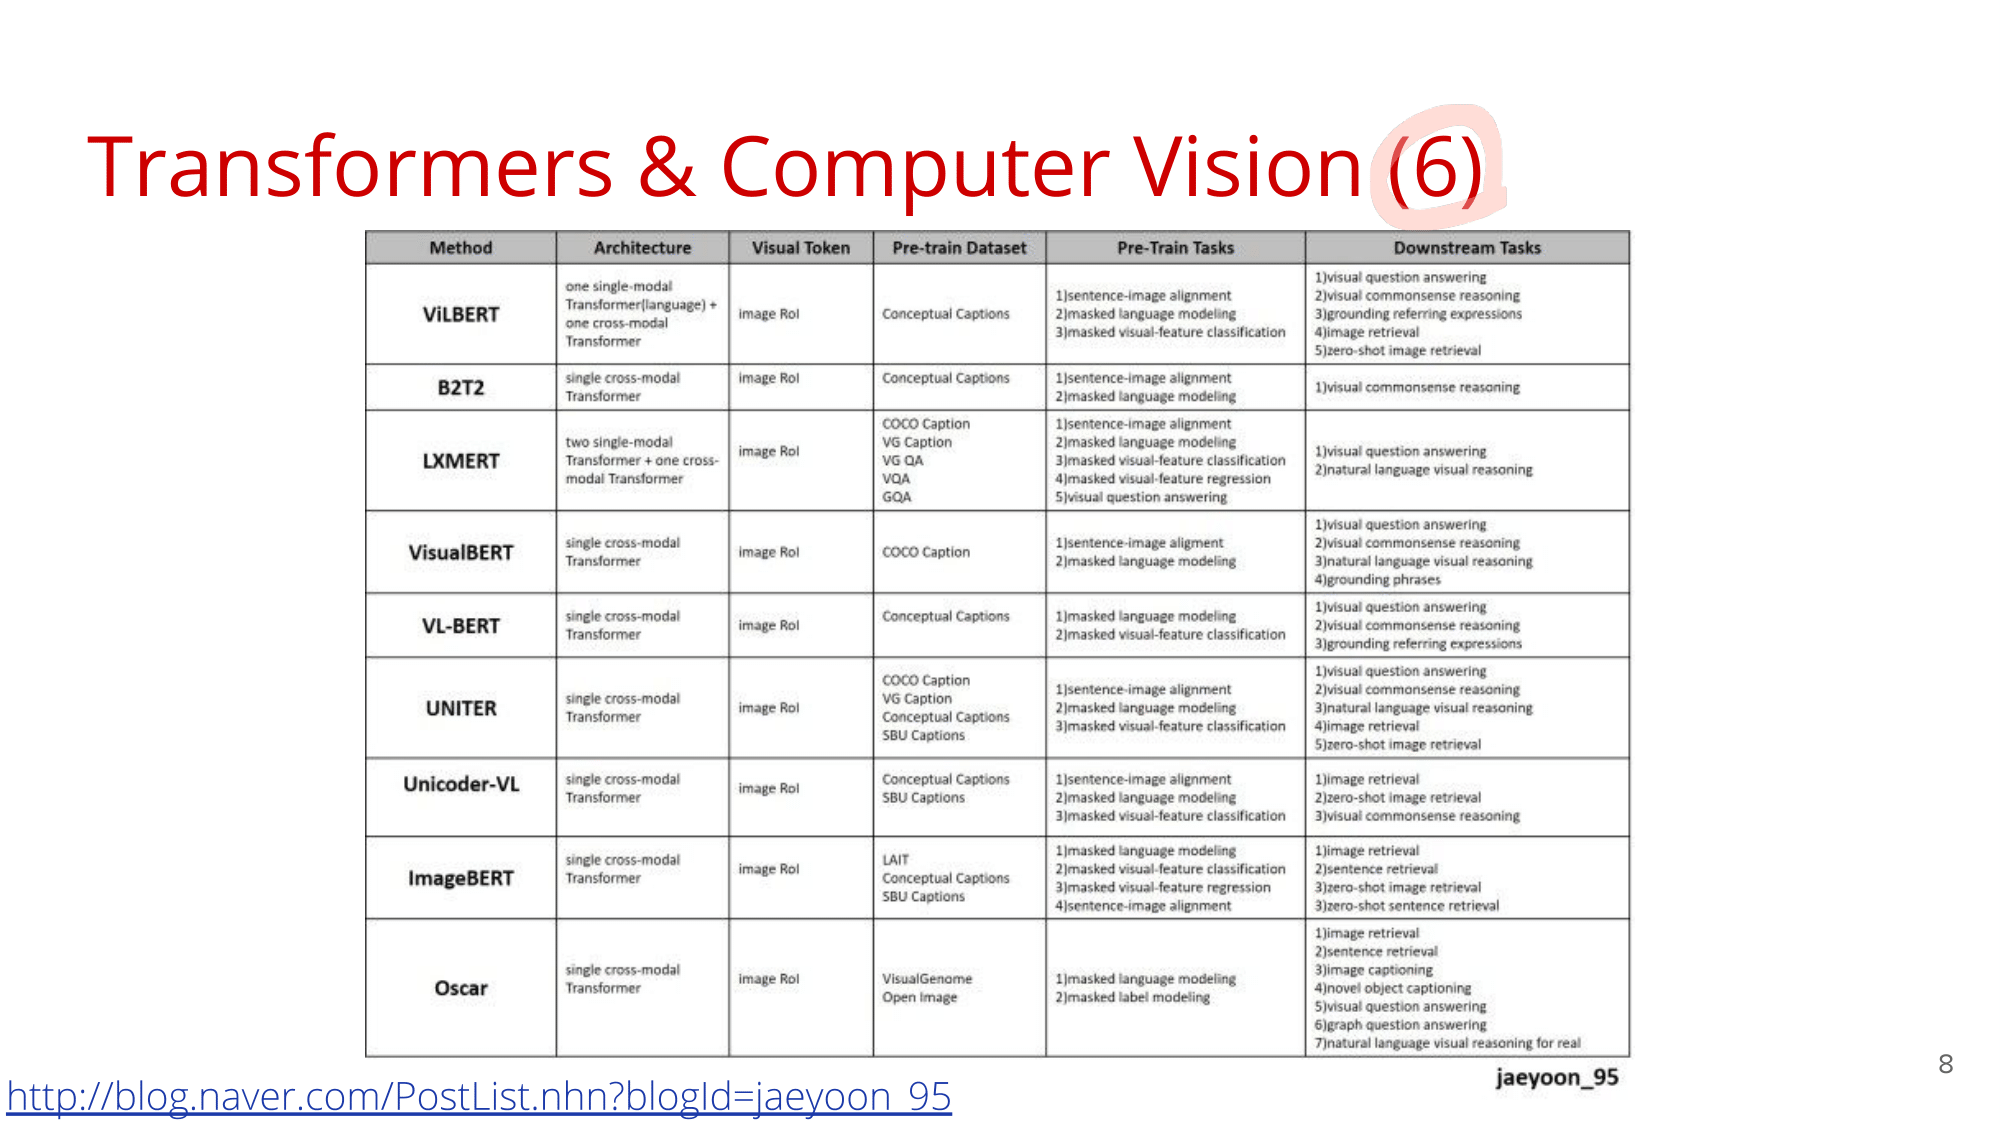 Transformers & Computer Vision (6)
Method Architecture Visual Token Pre-train Dataset Pre-Train Tasks Downstream Tasks
ViLBERT
one single-modal
Transformer(language) +
one cross-modal
Transformer
image RoI
Conceptual Captions
1)sentence-image alignment
2)masked language modeling
3)masked visual-feature classification
1)visual question answering
2)visual commonsense reasoning
3)grounding referring expressions
4)image retrieval
5)zero-shot image retrieval
B2T2
single cross-modal
Transformer
image RoI
Conceptual Captions
1)sentence-image alignment
2)masked language modeling
1)visual commonsense reasoning
LXMERT
two single-modal
Transformer + one cross-
modal Transformer
image RoI
COCO Caption
VG Caption
VG QA
VQA
GQA
1)sentence-image alignment
2)masked language modeling
3)masked visual-feature classification
4)masked visual-feature regression
5)visual question answering
1)visual question answering
2)natural language visual reasoning
VisualBERT
single cross-modal
Transformer
image RoI
COCO Caption
1)sentence-image aligment
2)masked language modeling
1)visual question answering
2)visual commonsense reasoning
3)natural language visual reasoning
4)grounding phrases
VL-BERT
single cross-modal
Transformer
image RoI
Conceptual Captions
1)masked language modeling
2)masked visual-feature classification
1)visual question answering
2)visual commonsense reasoning
3)grounding referring expressions
UNITER
single cross-modal
Transformer
image RoI
COCO Caption
VG Caption
Conceptual Captions
SBU Captions
1)sentence-image alignment
2)masked language modeling
3)masked visual-feature classification
1)visual question answering
2)visual commonsense reasoning
3)natural language visual reasoning
4)image retrieval
5)zero-shot image retrieval
Unicoder-VL
single cross-modal
Transformer
image RoI
Conceptual Captions
SBU Captions
1)sentence-image alignment
2)masked language modeling
3)masked visual-feature classification
1)image retrieval
2)zero-shot image retrieval
3)visual commonsense reasoning
ImageBERT
single cross-modal
Transformer
image RoI
LAIT
Conceptual Captions
SBU Captions
1)masked language modeling
2)masked visual-feature classification
3)masked visual-feature regression
4)sentence-image alignment
1)image retrieval
2)sentence retrieval
3)zero-shot image retrieval
3)zero-shot sentence retrieval
Oscar
single cross-modal
Transformer
image RoI
VisualGenome
Open Image
1)masked language modeling
2)masked label modeling
1)image retrieval
2)sentence retrieval
3)image captioning
4)novel object captioning
5)visual question answering
6)graph question answering
7)natural language visual reasoning for real
jaeyoon_95
8
http://blog.naver.com/PostList.nhn?blogId=jaeyoon_95